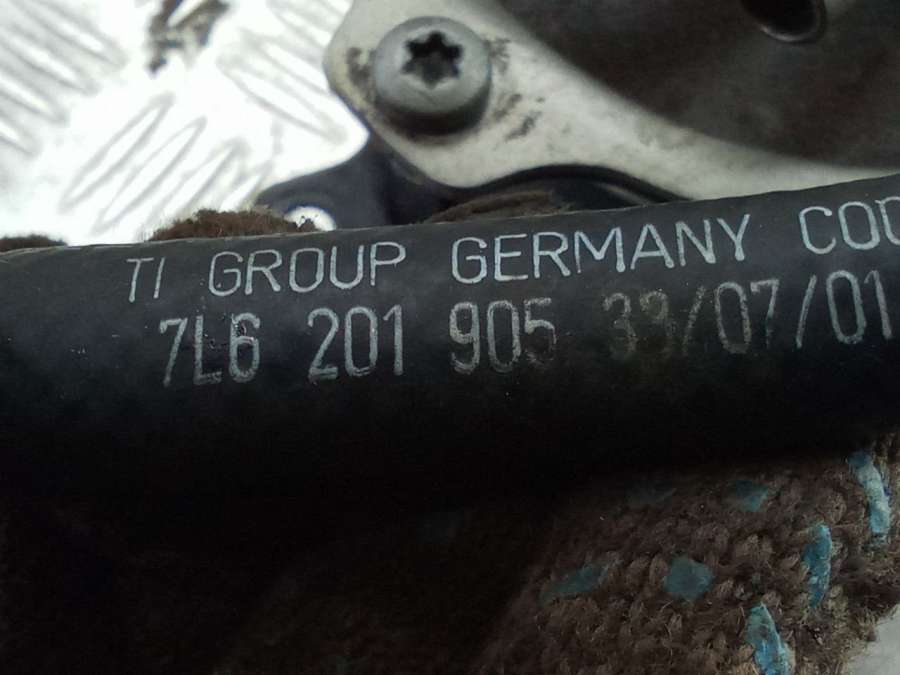 TI GROUP GERMANY
7L6 201 905 33/07/01